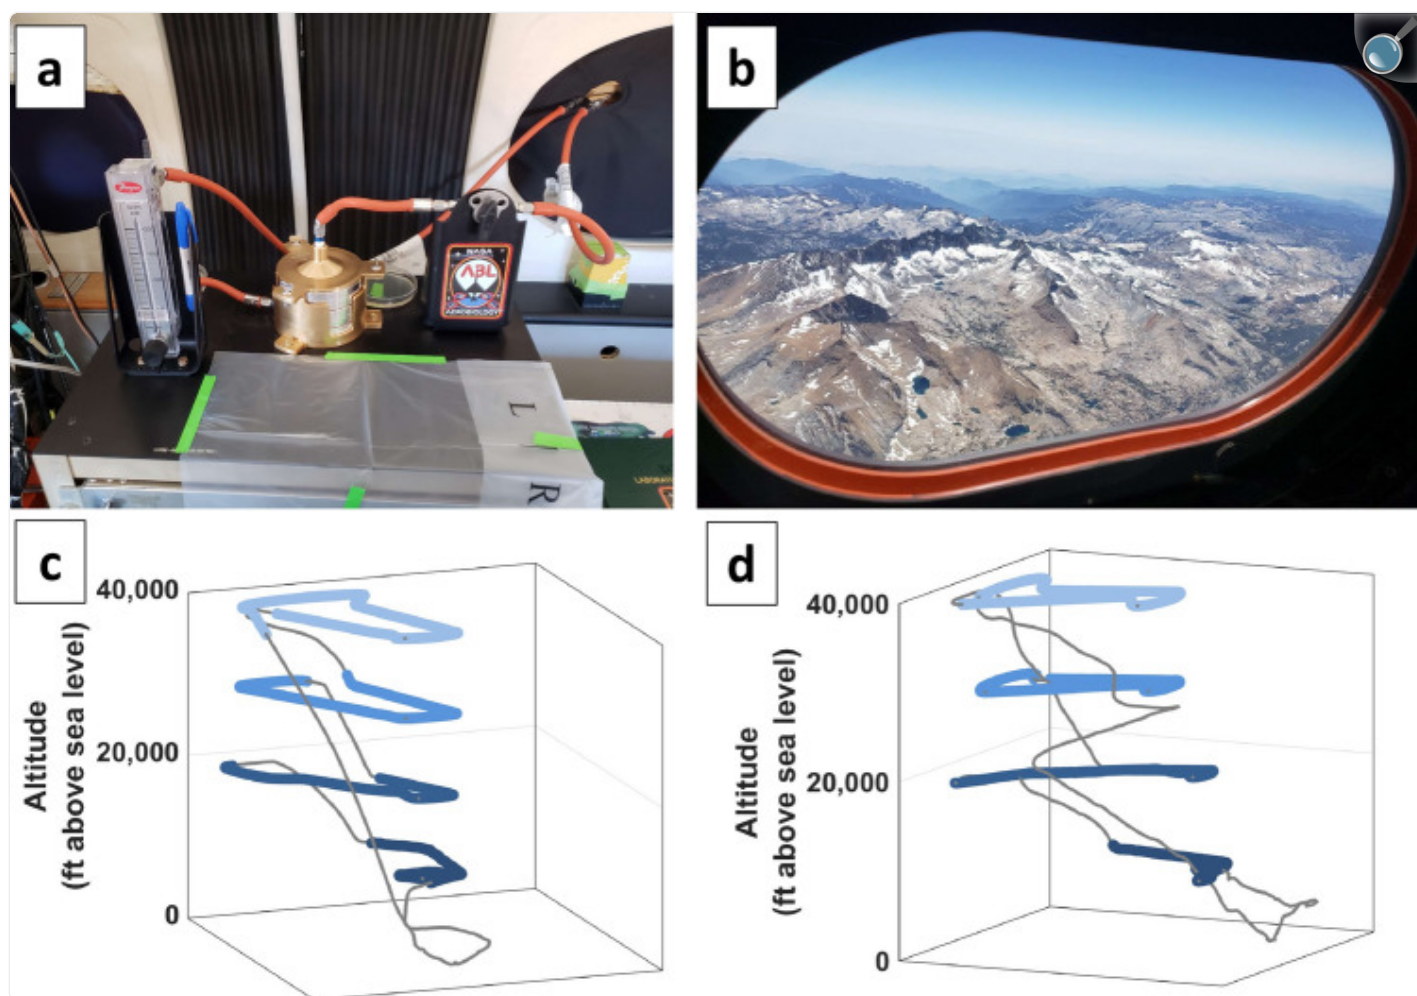 a
b
NASA
ABL
AEROBIOLOGY
L
R
c
40,000
20,000
0
Altitude
(ft above sea level)
d
40,000
20,000
0
Altitude
(ft above sea level)